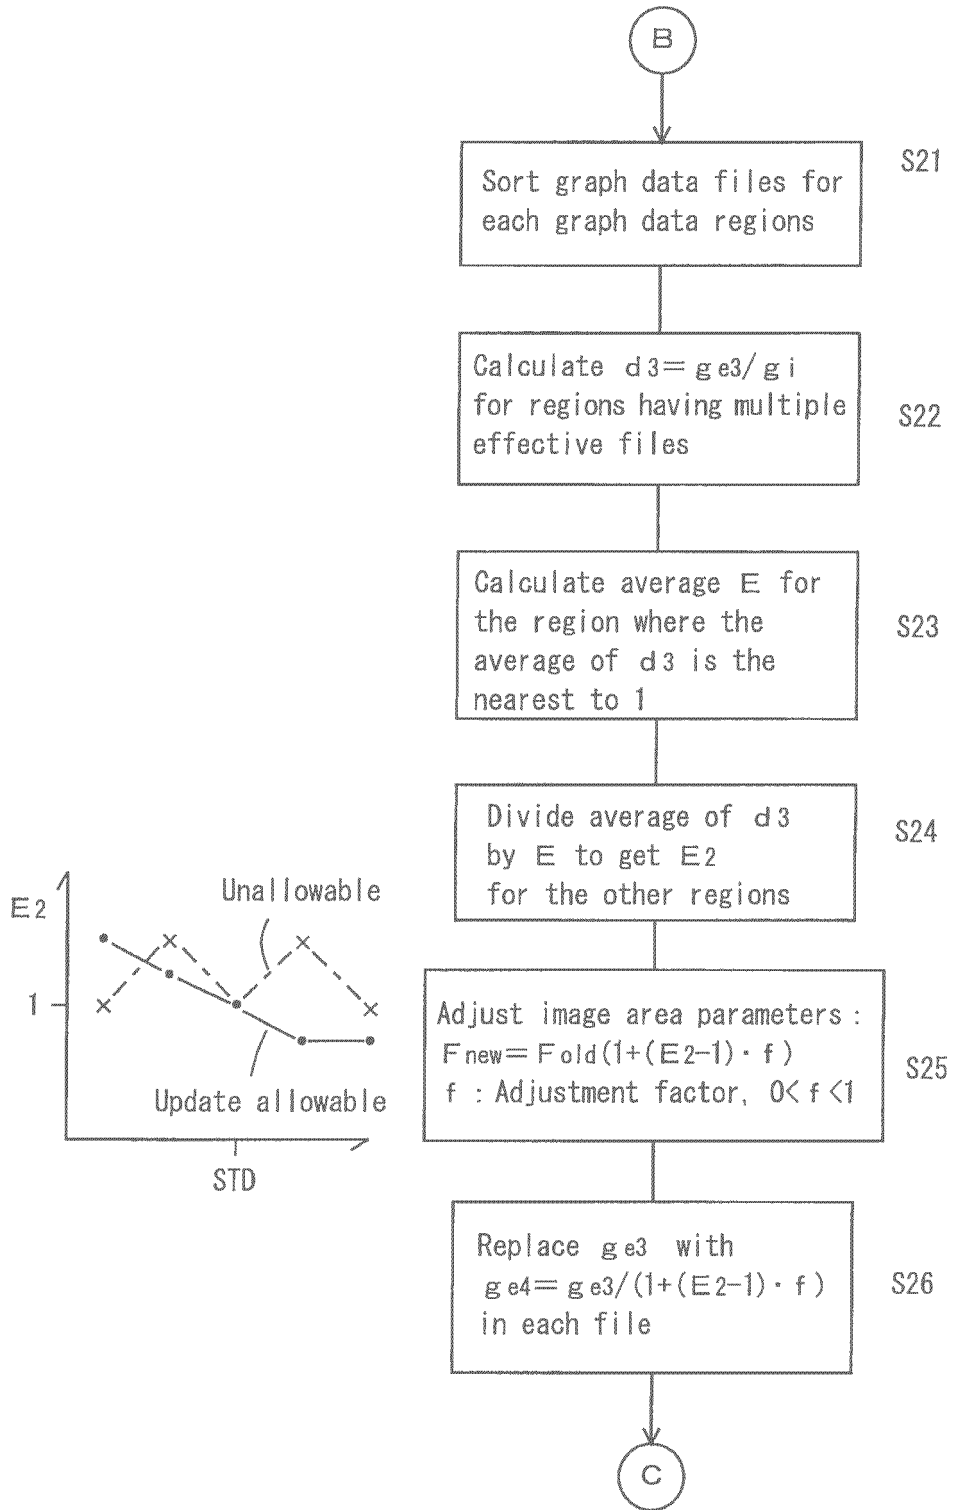 B
S21
Sort graph data files for
each graph data regions
Calculate d3=ge3/gi
for regions having multiple
effective files
S22
Calculate average E for
the region where the
average of d3 is the
nearest to 1
S23
Divide average of d3
by E to get E2
for the other regions
S24
E2
Unallowable
1
Update allowable
STD
Adjust image area parameters:
Fnew=Fold(1+(E2-1)・f)
f : Adjustment factor, 0<f<1
S25
Replace ge3 with
ge4=ge3/(1+(E2-1)・f)
in each file
S26
C